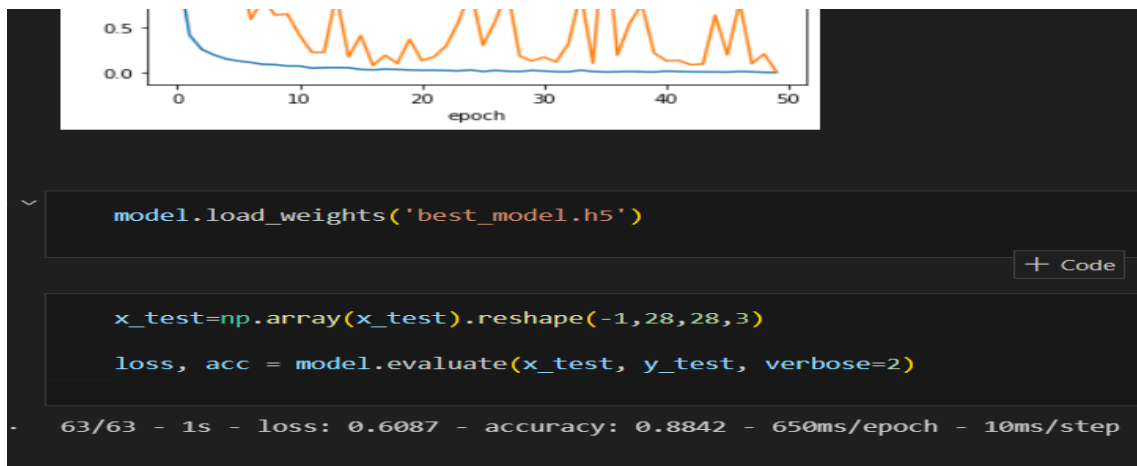 0.5
0.0
0 10 20 30 40 50
epoch
model.load_weights('best_model.h5')
+ Code
x_test=np.array(x_test).reshape(-1,28,28,3)
loss, acc = model.evaluate(x_test, y_test, verbose=2)
63/63 - 1s - loss: 0.6087 - accuracy: 0.8842 - 650ms/epoch - 10ms/step